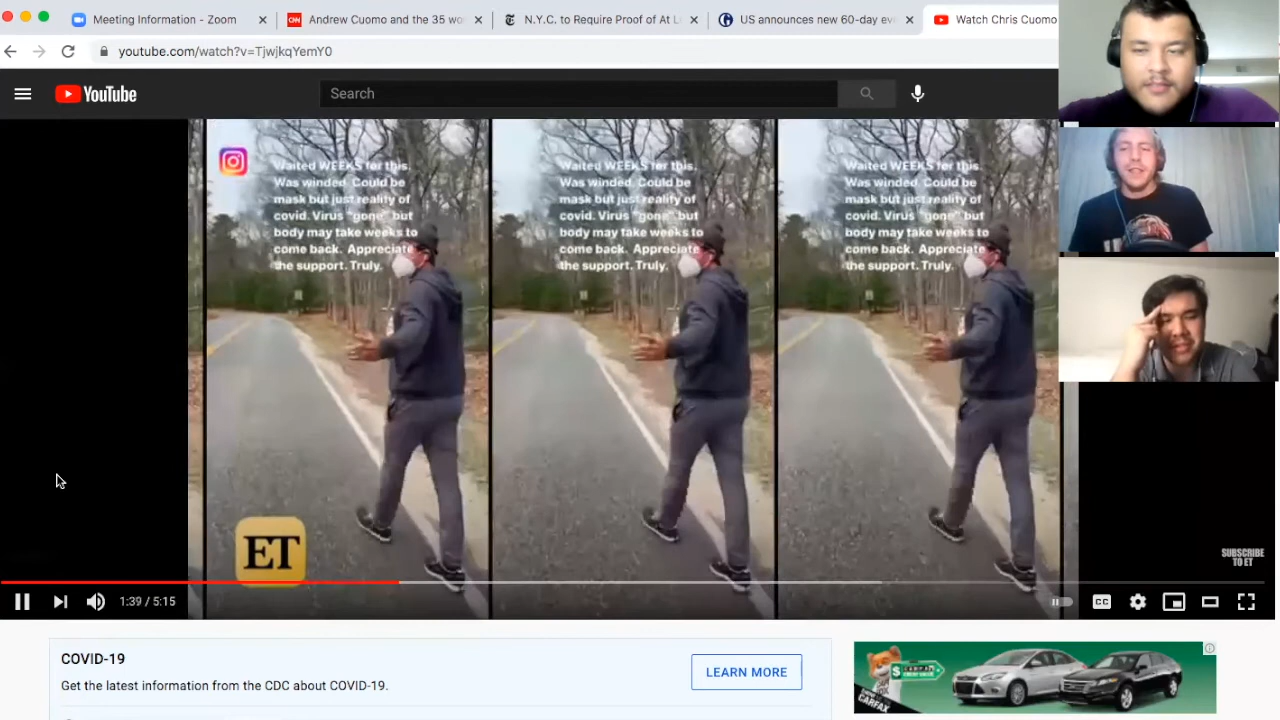 Meeting Information - Zoom
CNN
Andrew Cuomo and the 35 wo
N.Y.C. to Require Proof of At L
US announces new 60-day evi
Watch Chris Cuomo
youtube.com/watch?v=TjwjkqYemY0
YouTube
Search
Waited WEEKS for this.
Was winded. Could be
mask but just reality of
covid. Virus "gone" but
body may take weeks to
come back. Appreciate
the support. Truly.
Waited WEEKS for this.
Was winded. Could be
mask but just reality of
covid. Virus "gone" but
body may take weeks to
come back. Appreciate
the support. Truly.
Waited WEEKS for this.
Was winded. Could be
mask but just reality of
covid. Virus "gone" but
body may take weeks to
come back. Appreciate
the support. Truly.
ET
SUBSCRIBE
TO ET
1:39 / 5:15
CC
COVID-19
Get the latest information from the CDC about COVID-19.
LEARN MORE
CARFAX